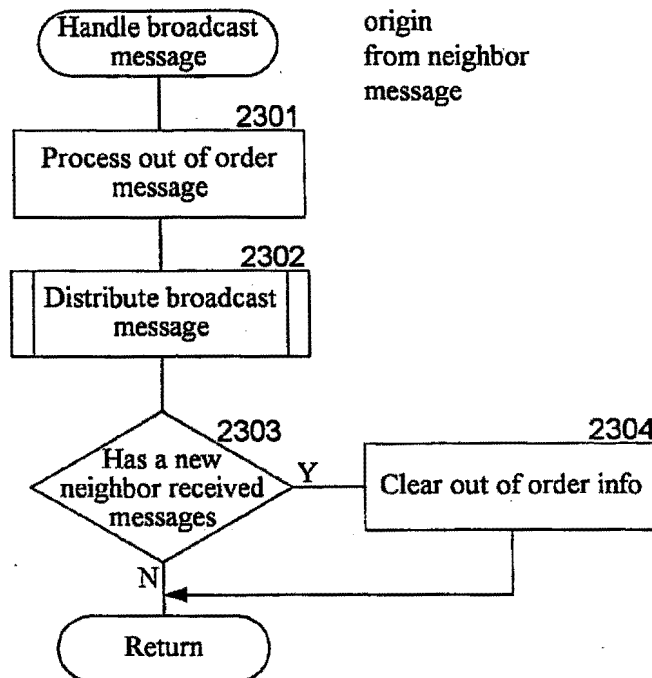 Handle broadcast
message
origin
from neighbor
message
2301
Process out of order
message
2302
Distribute broadcast
message
2303
Has a new
neighbor received
messages
Y
2304
Clear out of order info
N
Return